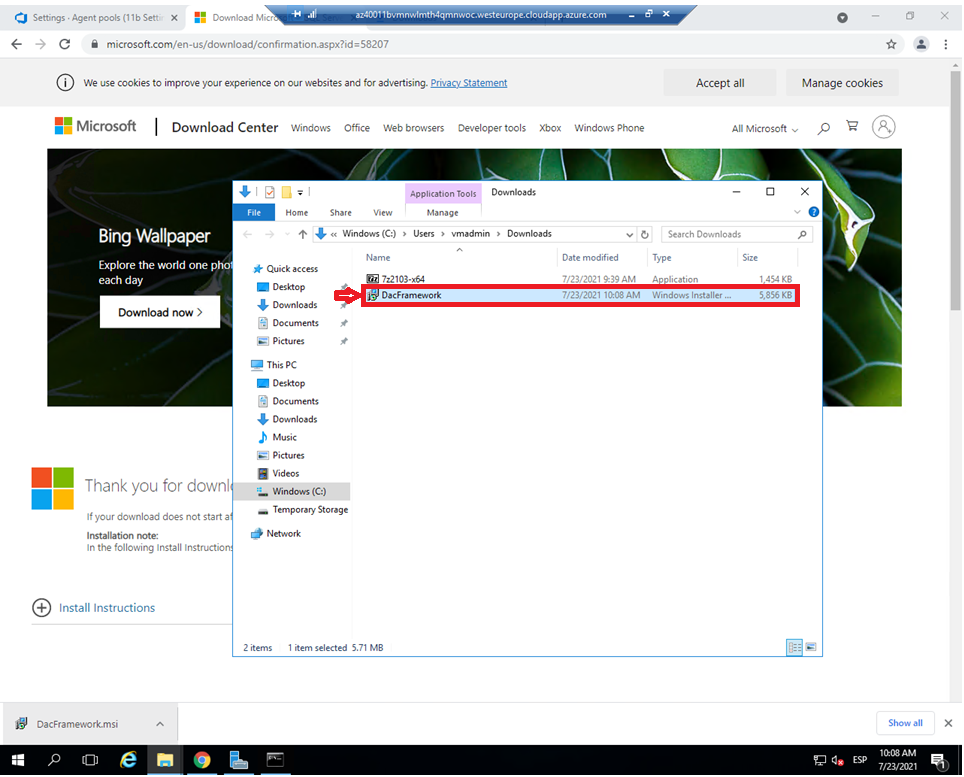 Settings - Agent pools (11b Setti
Download Micro
az40011bvmnwlmth4qmnwoc.westeurope.cloudapp.azure.com
microsoft.com/en-us/download/confirmation.aspx?id=58207
We use cookies to improve your experience on our websites and for advertising. Privacy Statement
Accept all
Manage cookies
Microsoft
Download Center
Windows
Office
Web browsers
Developer tools
Xbox
Windows Phone
All Microsoft
Bing Wallpaper
Explore the world one phot
each day
Download now >
Application Tools
Downloads
File
Home
Share
View
Manage
« Windows (C:) > Users > vmadmin > Downloads
Search Downloads
Name
Date modified
Type
Size
7z2103-x64
7/23/2021 9:39 AM
Application
1,454 KB
DacFramework
7/23/2021 10:08 AM
Windows Installer ...
5,856 KB
Quick access
Desktop
Downloads
Documents
Pictures
This PC
Desktop
Documents
Downloads
Music
Pictures
Videos
Windows (C:)
Temporary Storage
Network
2 items
1 item selected 5.71 MB
Thank you for downlo
If your download does not start af
Installation note:
In the following Install Instructions
Install Instructions
DacFramework.msi
Show all
ESP
10:08 AM
7/23/2021
1